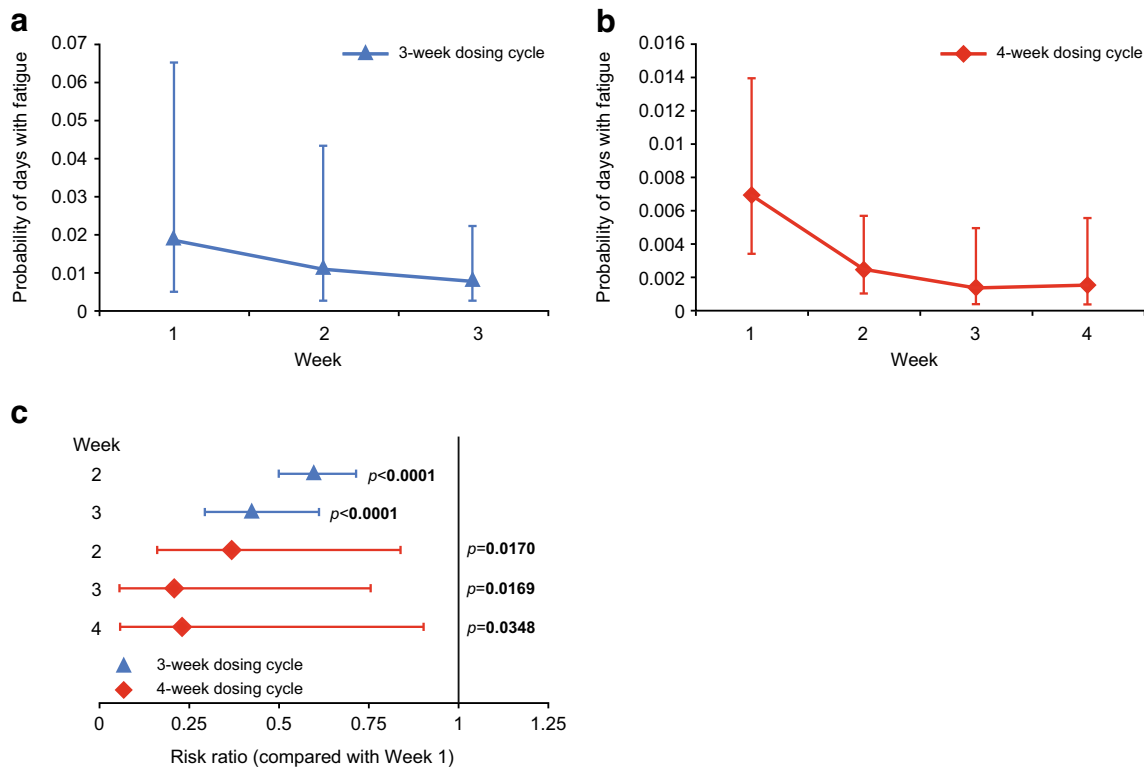 a
0.07
0.06
0.05
0.04
0.03
0.02
0.01
0
Probability of days with fatigue
3-week dosing cycle
1 2 3
Week
b
0.016
0.014
0.012
0.01
0.008
0.006
0.004
0.002
0
Probability of days with fatigue
4-week dosing cycle
1 2 3 4
Week
c
Week
2 p<0.0001
3 p<0.0001
2 p=0.0170
3 p=0.0169
4 p=0.0348
3-week dosing cycle
4-week dosing cycle
0 0.25 0.5 0.75 1 1.25
Risk ratio (compared with Week 1)